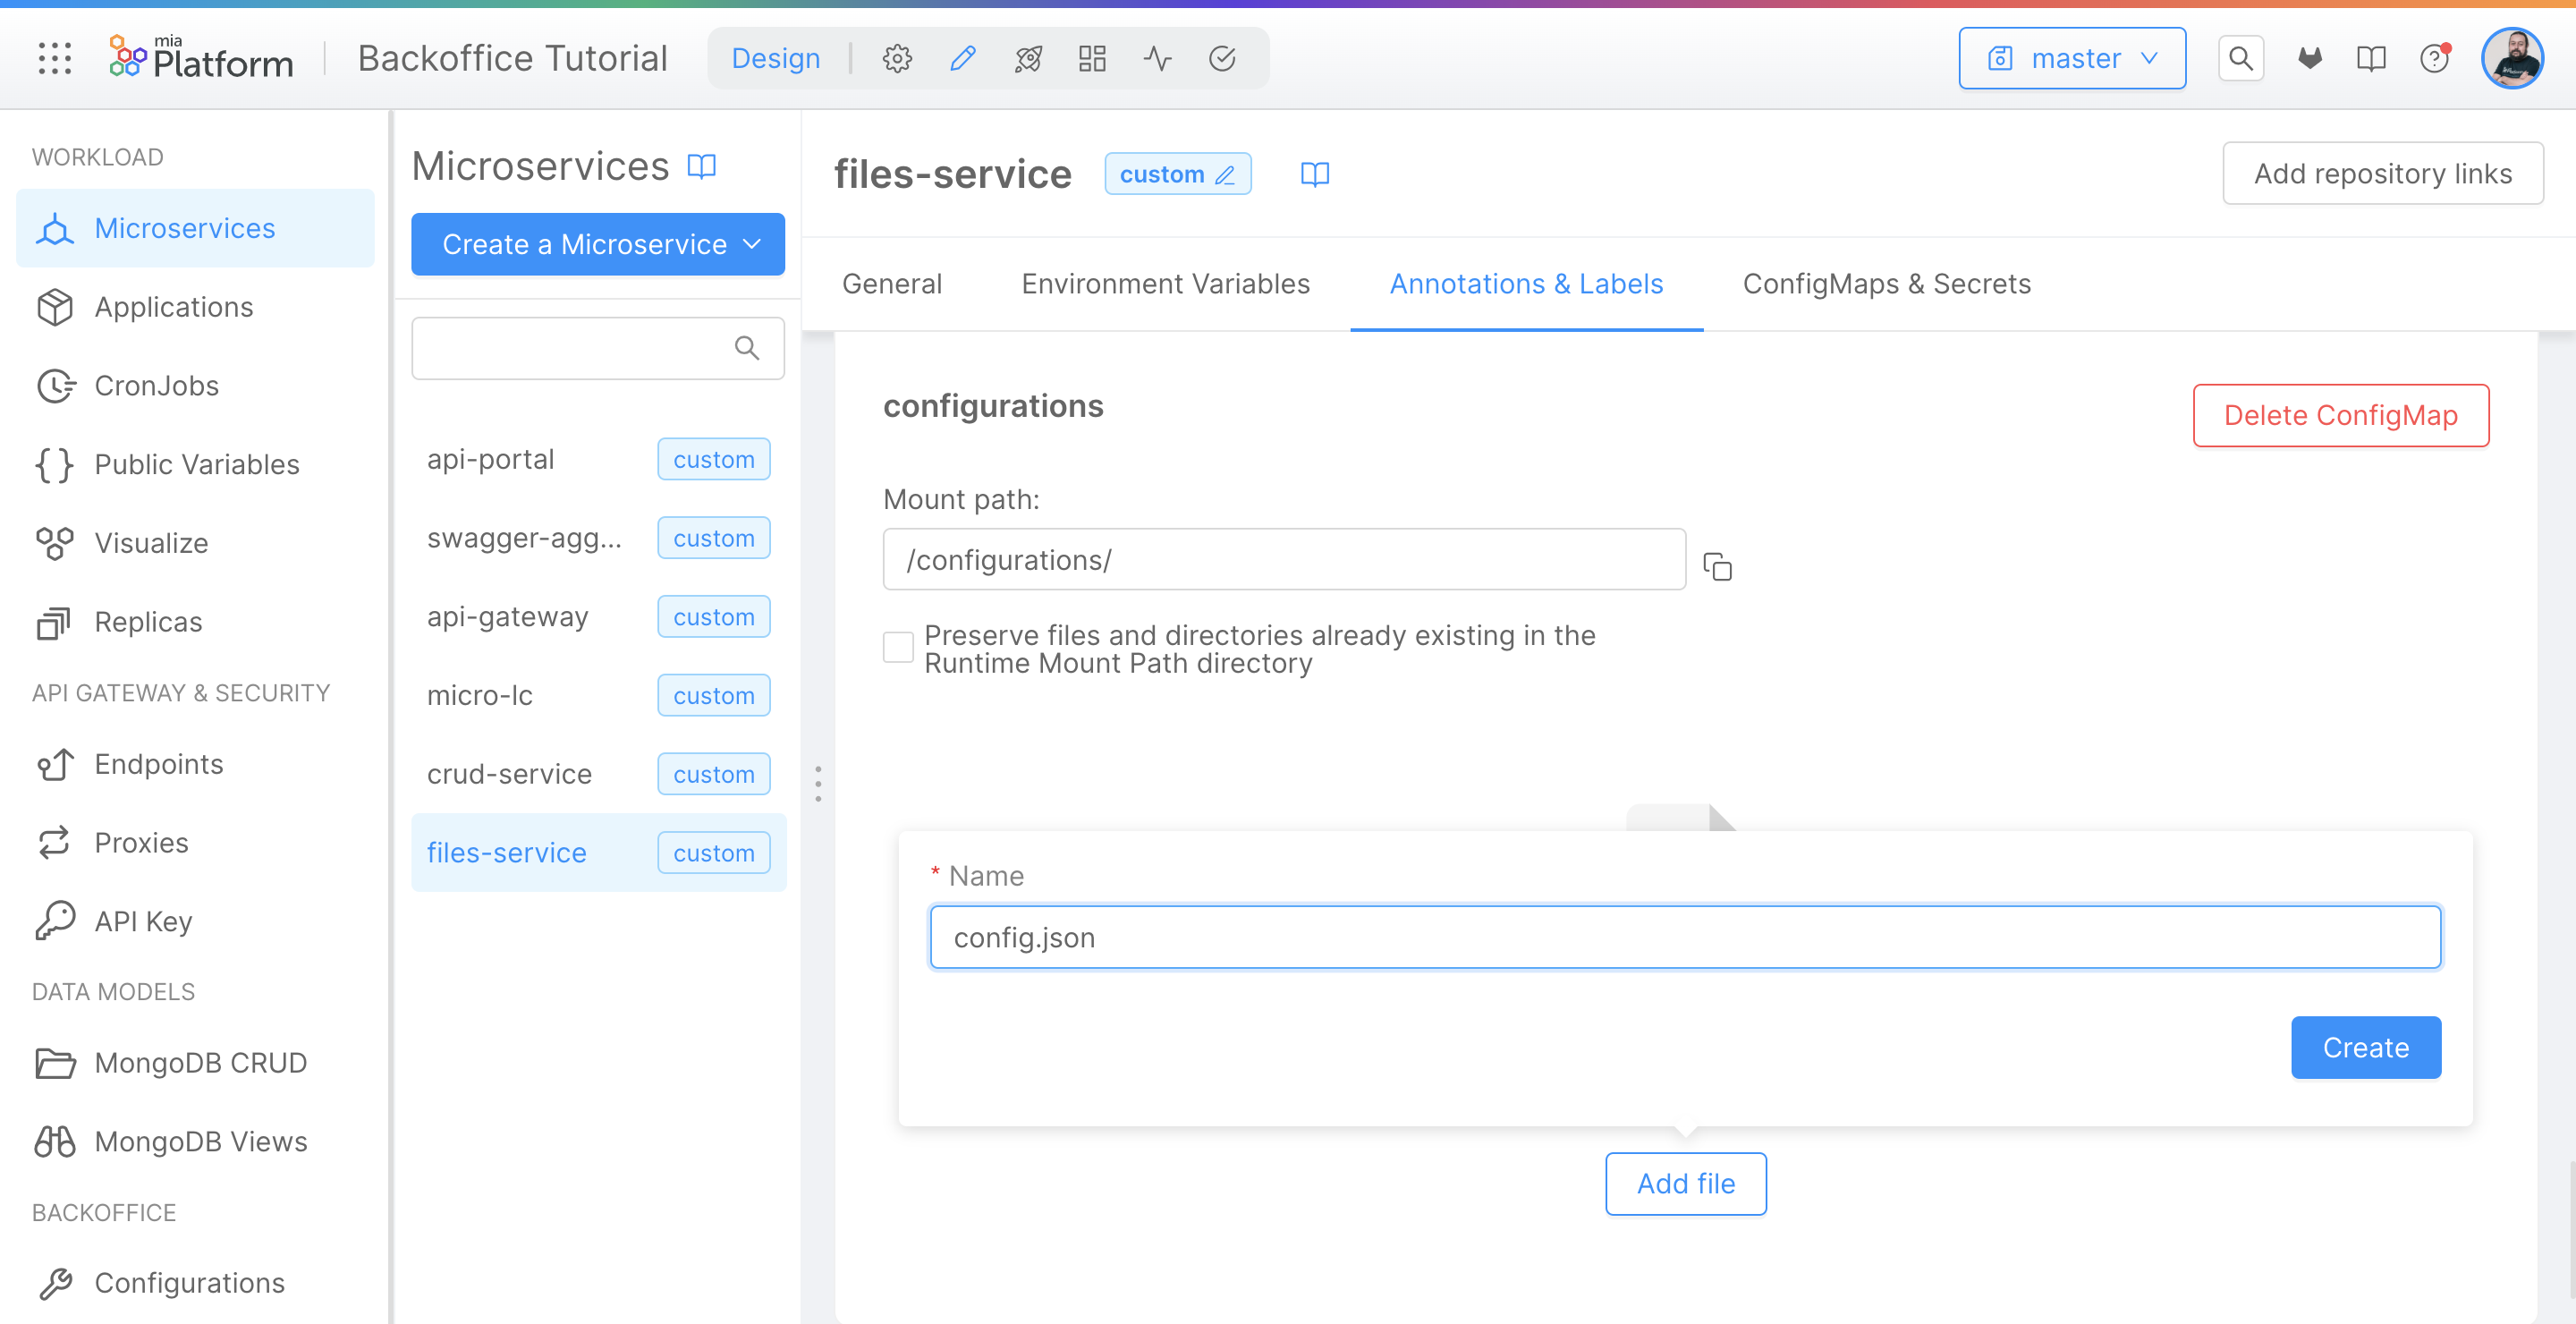 mia
Platform
Backoffice Tutorial
Design
master
WORKLOAD
Microservices
Applications
CronJobs
Public Variables
Visualize
Replicas
API GATEWAY & SECURITY
Endpoints
Proxies
API Key
DATA MODELS
MongoDB CRUD
MongoDB Views
BACKOFFICE
Configurations
Microservices
Create a Microservice
api-portal custom
swagger-agg... custom
api-gateway custom
micro-lc custom
crud-service custom
files-service custom
files-service custom
Add repository links
General Environment Variables Annotations & Labels ConfigMaps & Secrets
configurations
Delete ConfigMap
Mount path:
/configurations/
Preserve files and directories already existing in the
Runtime Mount Path directory
* Name
config.json
Create
Add file